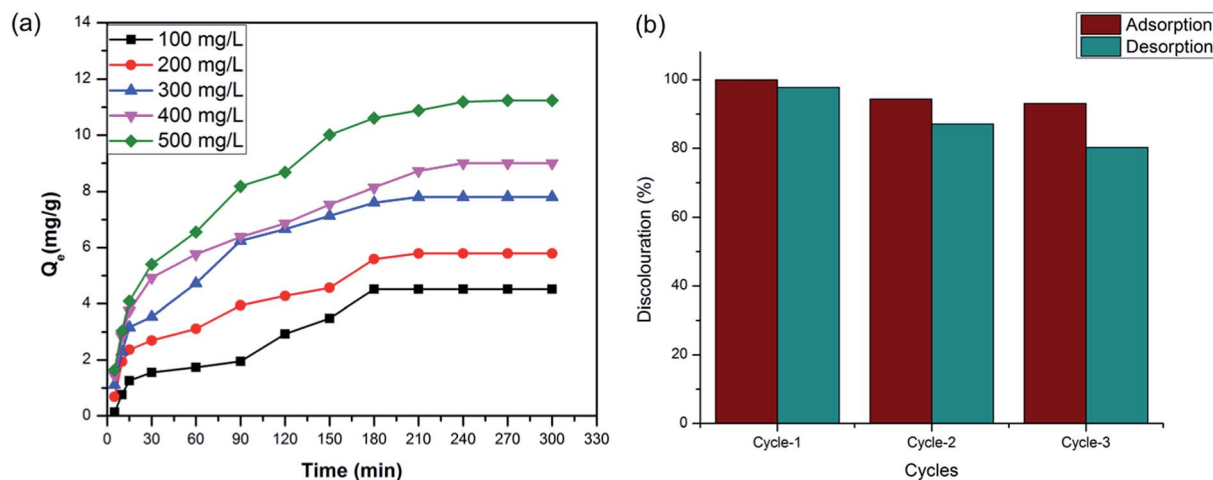 (a)
100 mg/L
200 mg/L
300 mg/L
400 mg/L
500 mg/L
14
12
10
8
6
4
2
0
Qe(mg/g)
0 30 60 90 120 150 180 210 240 270 300 330
Time (min)
(b)
Adsorption
Desorption
100
80
60
40
20
0
Discolouration (%)
Cycle-1 Cycle-2 Cycle-3
Cycles